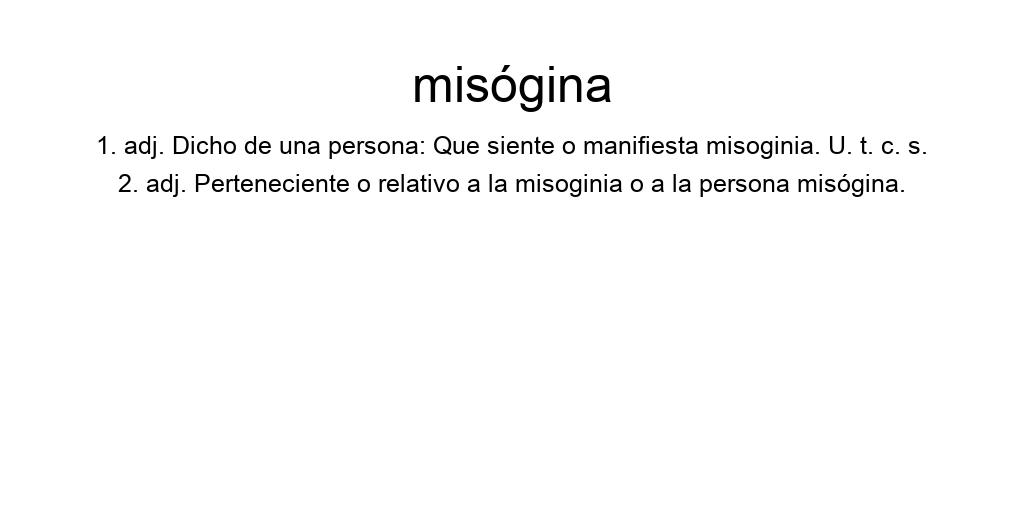 misógina
1. adj. Dicho de una persona: Que siente o manifiesta misoginia. U. t. c. s.
2. adj. Perteneciente o relativo a la misoginia o a la persona misógina.